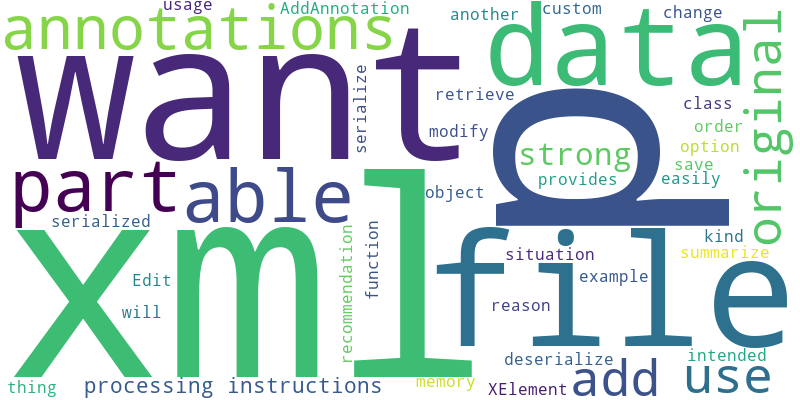 usage
AddAnnotation
another
custom
change
annotations
want
data
original
serialize
retrieve
modify
class
order
option
save
easily
strong
provides
p
part
able
object
serialized
xml
file
kind
summarize
situation
example
reason
Edit
will
recommendation
function
deserialize
intended
thing
processing instructions
memory
XElement
add
use